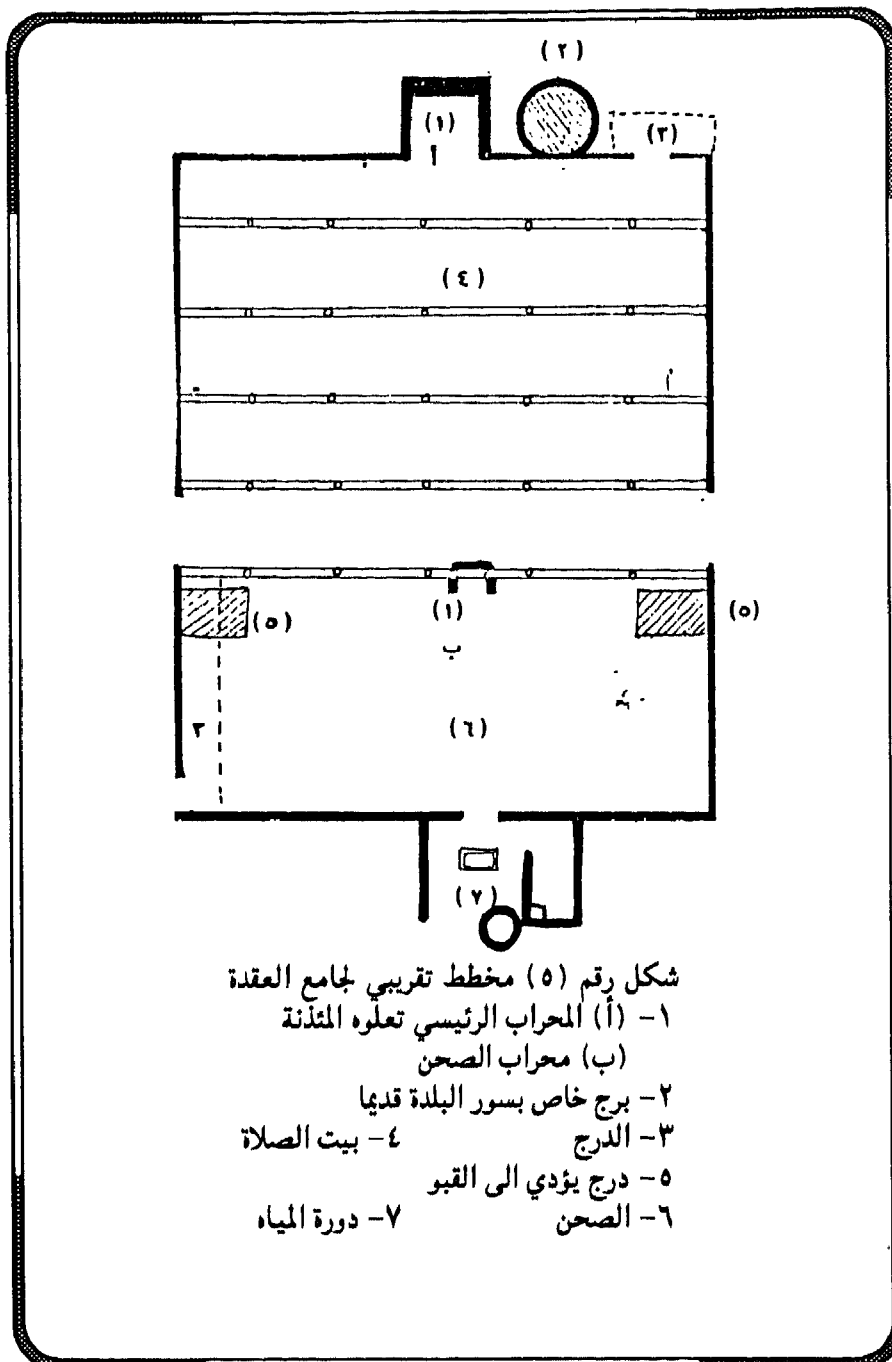 (٢)
(١)
أ
(٣)
(٤)
(٥)
(١)
(٥)
ب
٣
(٦)
(٧)
شكل رقم (٥) مخطط تقريبي لجامع العقدة
١- (أ) المحراب الرئيسي تعلوه المئذنة
(ب) محراب الصحن
٢- برج خاص بسور البلدة قديما
٣- الدرج ٤- بيت الصلاة
٥- درج يؤدي الى القبو
٦- الصحن ٧- دورة المياه